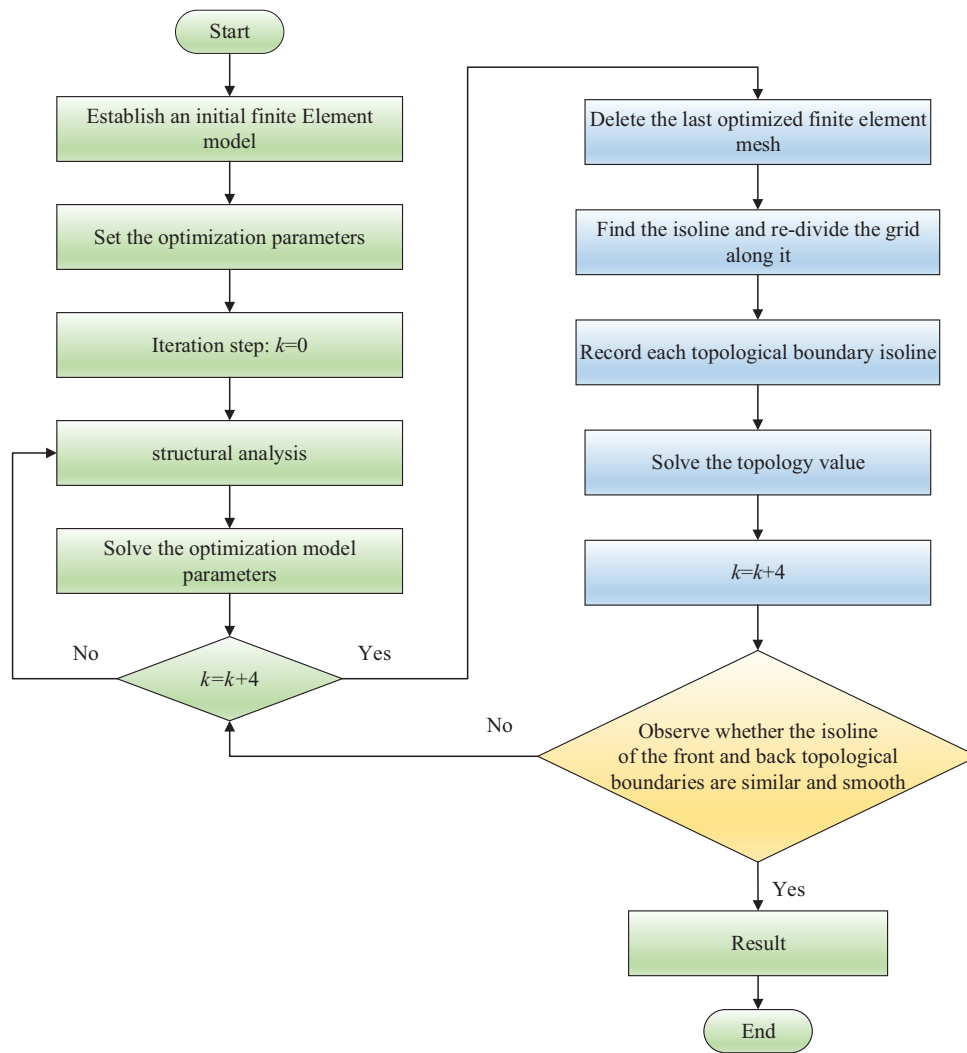 Start
Establish an initial finite Element
model
Set the optimization parameters
Iteration step: k=0
structural analysis
Solve the optimization model
parameters
No
Yes
k=k+4
Delete the last optimized finite element
mesh
Find the isoline and re-divide the grid
along it
Record each topological boundary isoline
Solve the topology value
k=k+4
No
Observe whether the isoline
of the front and back topological
boundaries are similar and smooth
Yes
Result
End